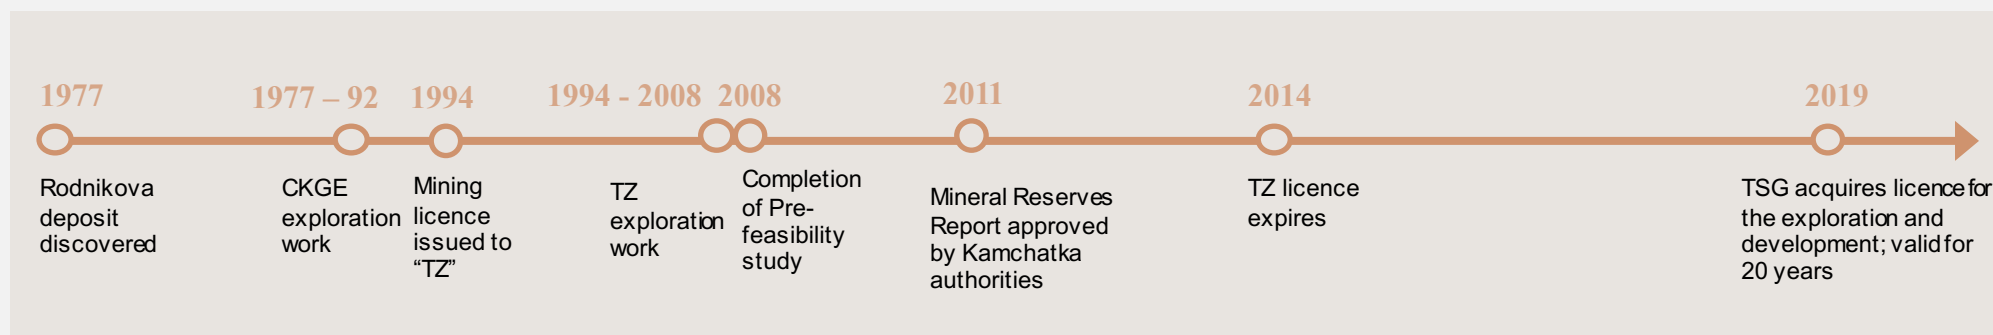 1977
Rodnikova
deposit
discovered
1977 – 92
CKGE
exploration
work
1994
Mining
licence
issued to
“TZ”
1994 - 2008
TZ
exploration
work
2008
Completion
of Pre-
feasibility
study
2011
Mineral Reserves
Report approved
by Kamchatka
authorities
2014
TZ licence
expires
2019
TSG acquires licence for
the exploration and
development; valid for
20 years